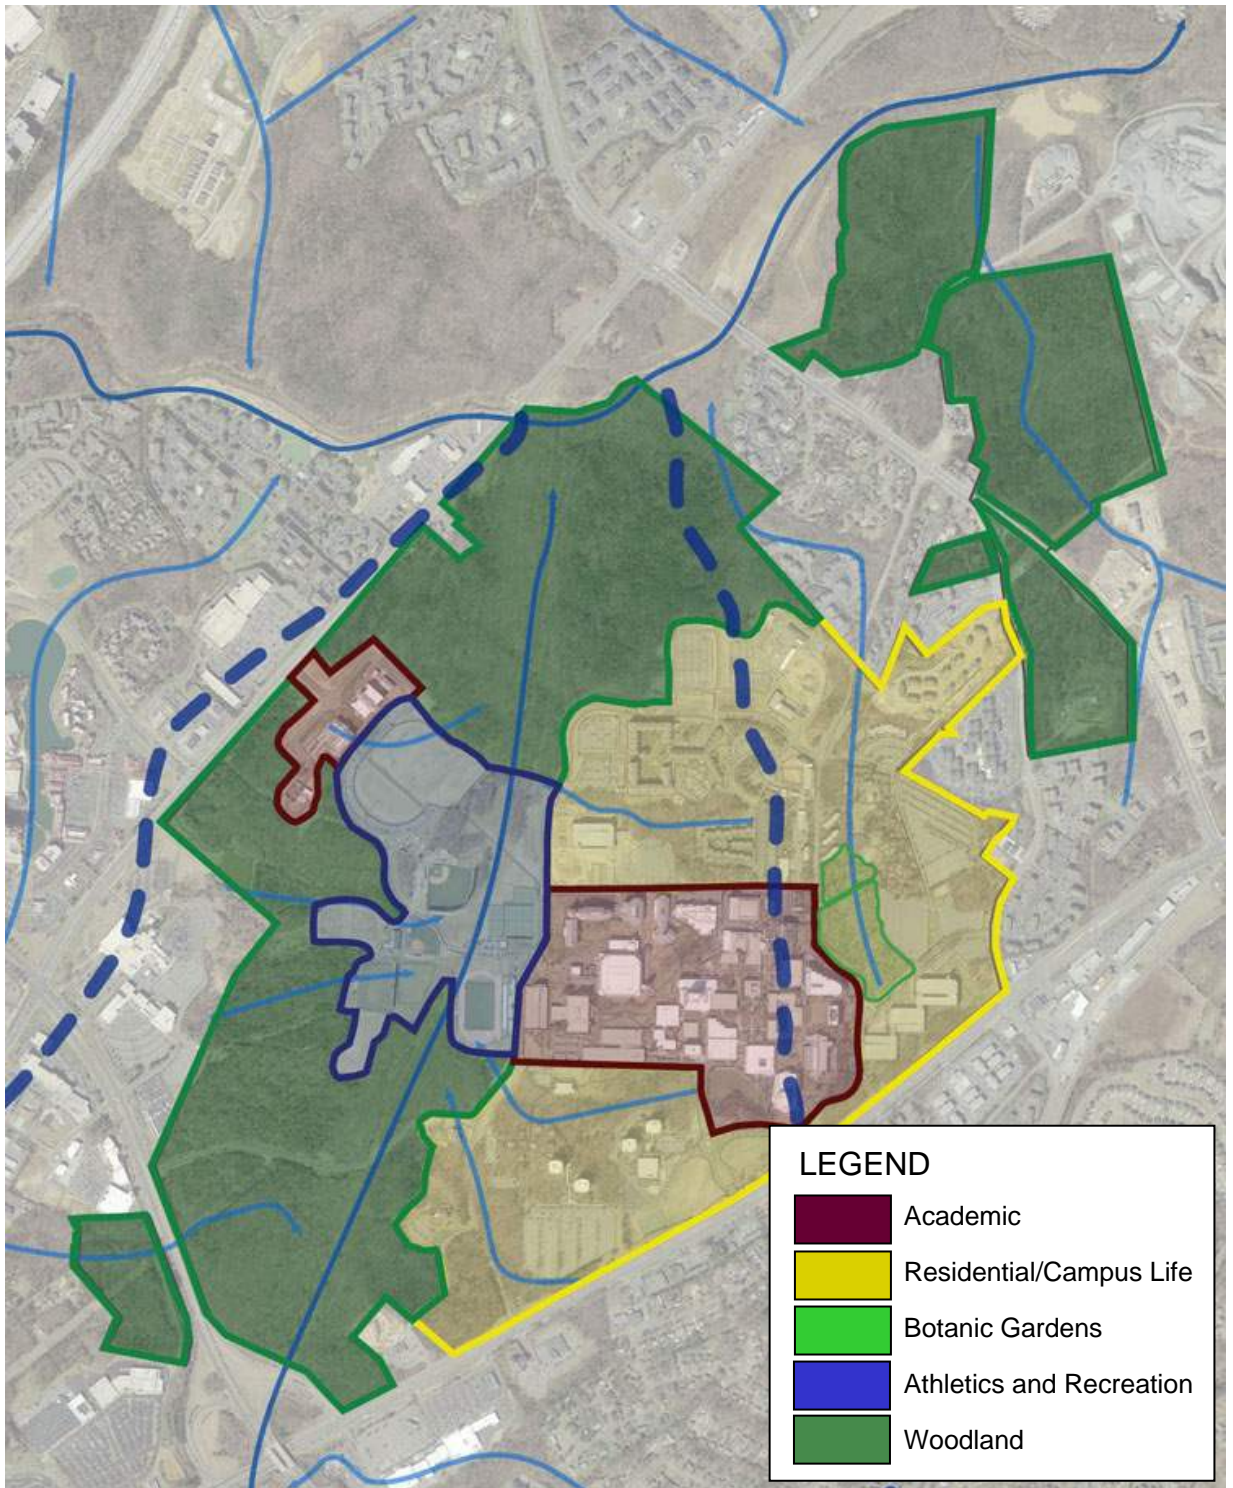 LEGEND
Academic
Residential/Campus Life
Botanic Gardens
Athletics and Recreation
Woodland